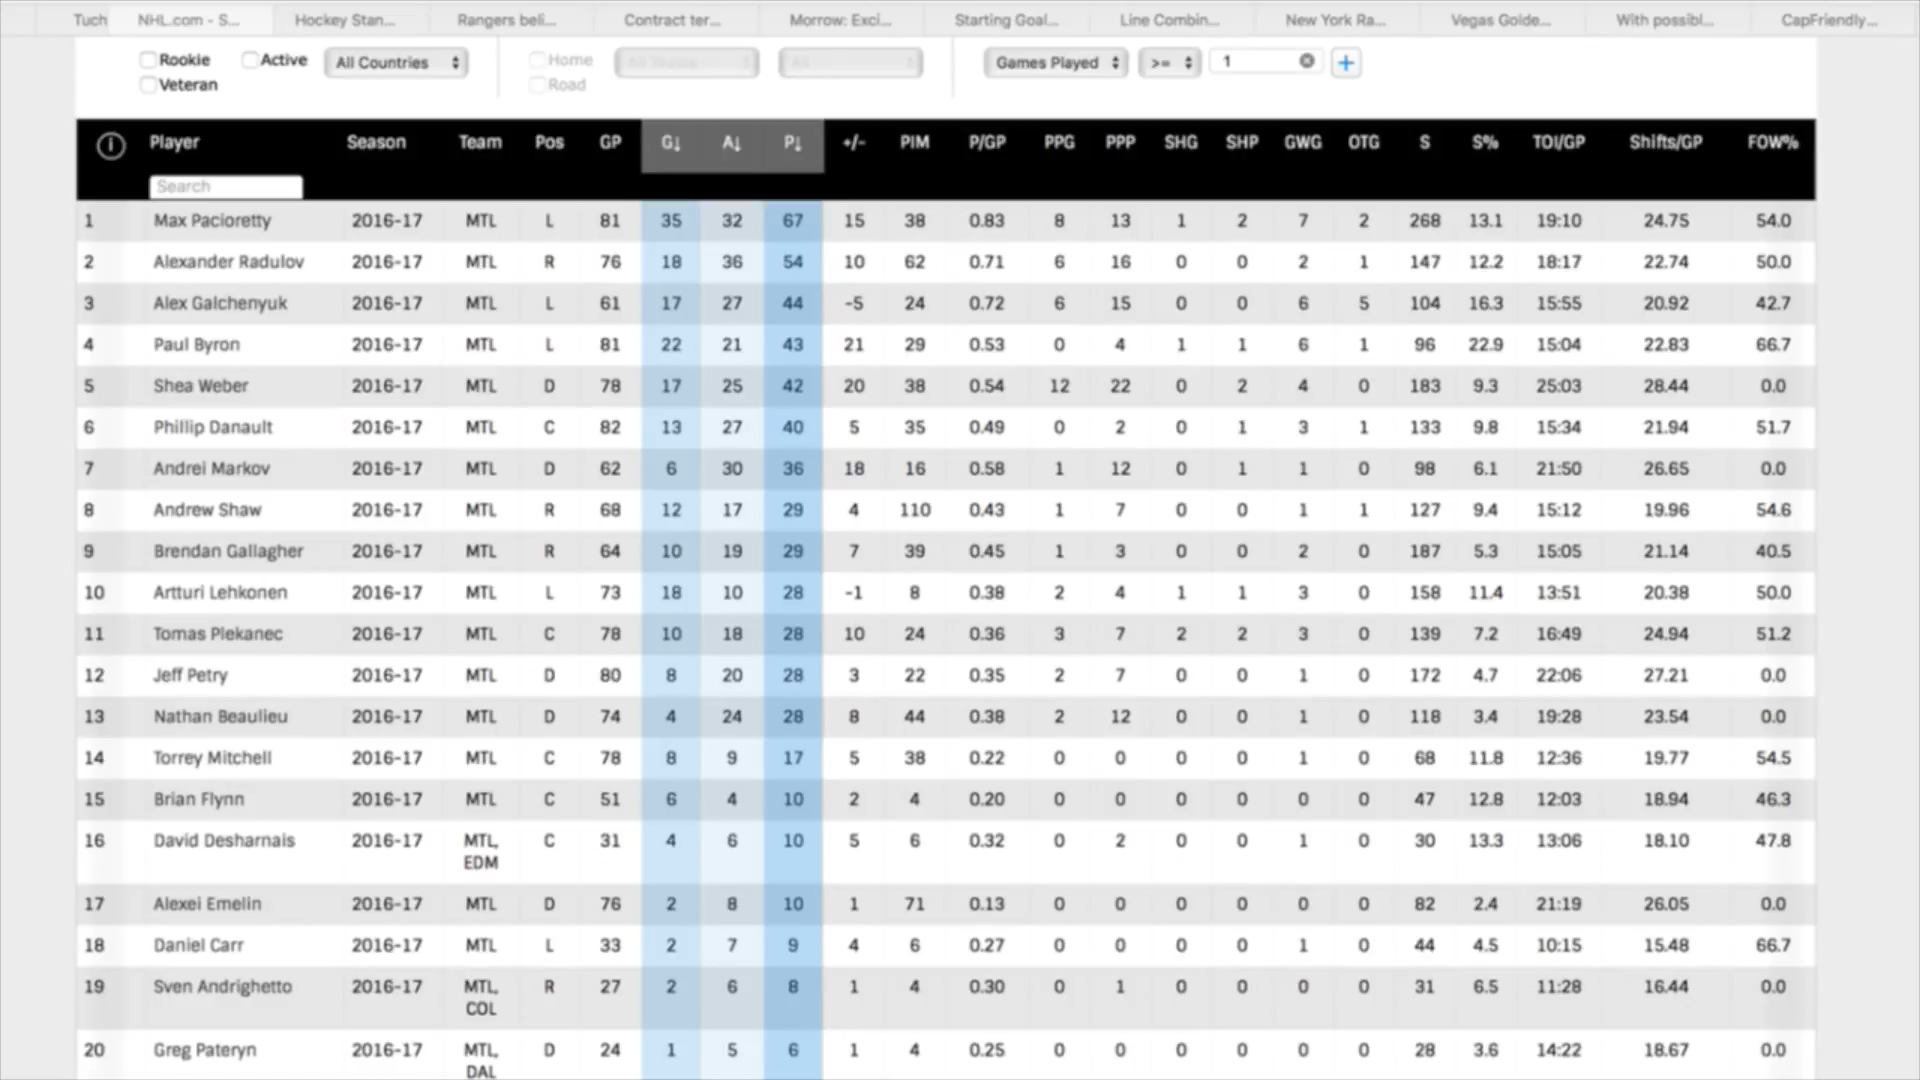 Tuch NHL.com - S... Hockey Stan... Rangers beli... Contract ter... Morrow: Exci... Starting Goal... Line Combin... New York Ra... Vegas Golde... With possibl... CapFriendly...
Rookie Active All Countries Home Games Played >= 1 +
Veteran Road
Player Season Team Pos GP G↓ A↓ P↓ +/- PIM P/GP PPG PPP SHG SHP GWG OTG S S% TOI/GP Shifts/GP FOW%
Search
1 Max Pacioretty 2016-17 MTL L 81 35 32 67 15 38 0.83 8 13 1 2 7 2 268 13.1 19:10 24.75 54.0
2 Alexander Radulov 2016-17 MTL R 76 18 36 54 10 62 0.71 6 16 0 0 2 1 147 12.2 18:17 22.74 50.0
3 Alex Galchenyuk 2016-17 MTL L 61 17 27 44 -5 24 0.72 6 15 0 0 6 5 104 16.3 15:55 20.92 42.7
4 Paul Byron 2016-17 MTL L 81 22 21 43 21 29 0.53 0 4 1 1 6 1 96 22.9 15:04 22.83 66.7
5 Shea Weber 2016-17 MTL D 78 17 25 42 20 38 0.54 12 22 0 2 4 0 183 9.3 25:03 28.44 0.0
6 Phillip Danault 2016-17 MTL C 82 13 27 40 5 35 0.49 0 2 0 1 3 1 133 9.8 15:34 21.94 51.7
7 Andrei Markov 2016-17 MTL D 62 6 30 36 18 16 0.58 1 12 0 1 1 0 98 6.1 21:50 26.65 0.0
8 Andrew Shaw 2016-17 MTL R 68 12 17 29 4 110 0.43 1 7 0 0 1 1 127 9.4 15:12 19.96 54.6
9 Brendan Gallagher 2016-17 MTL R 64 10 19 29 7 39 0.45 1 3 0 0 2 0 187 5.3 15:05 21.14 40.5
10 Artturi Lehkonen 2016-17 MTL L 73 18 10 28 -1 8 0.38 2 4 1 1 3 0 158 11.4 13:51 20.38 50.0
11 Tomas Plekanec 2016-17 MTL C 78 10 18 28 10 24 0.36 3 7 2 2 3 0 139 7.2 16:49 24.94 51.2
12 Jeff Petry 2016-17 MTL D 80 8 20 28 3 22 0.35 2 7 0 0 1 0 172 4.7 22:06 27.21 0.0
13 Nathan Beaulieu 2016-17 MTL D 74 4 24 28 8 44 0.38 2 12 0 0 1 0 118 3.4 19:28 23.54 0.0
14 Torrey Mitchell 2016-17 MTL C 78 8 9 17 5 38 0.22 0 0 0 0 1 0 68 11.8 12:36 19.77 54.5
15 Brian Flynn 2016-17 MTL C 51 6 4 10 2 4 0.20 0 0 0 0 0 0 47 12.8 12:03 18.94 46.3
16 David Desharnais 2016-17 MTL, C 31 4 6 10 5 6 0.32 0 2 0 0 1 0 30 13.3 13:06 18.10 47.8
EDM
17 Alexei Emelin 2016-17 MTL D 76 2 8 10 1 71 0.13 0 0 0 0 0 0 82 2.4 21:19 26.05 0.0
18 Daniel Carr 2016-17 MTL L 33 2 7 9 4 6 0.27 0 0 0 0 1 0 44 4.5 10:15 15.48 66.7
19 Sven Andrighetto 2016-17 MTL, R 27 2 6 8 1 4 0.30 0 1 0 0 0 0 31 6.5 11:28 16.44 0.0
COL
20 Greg Pateryn 2016-17 MTL, D 24 1 5 6 1 4 0.25 0 0 0 0 0 0 28 3.6 14:22 18.67 0.0
DAL